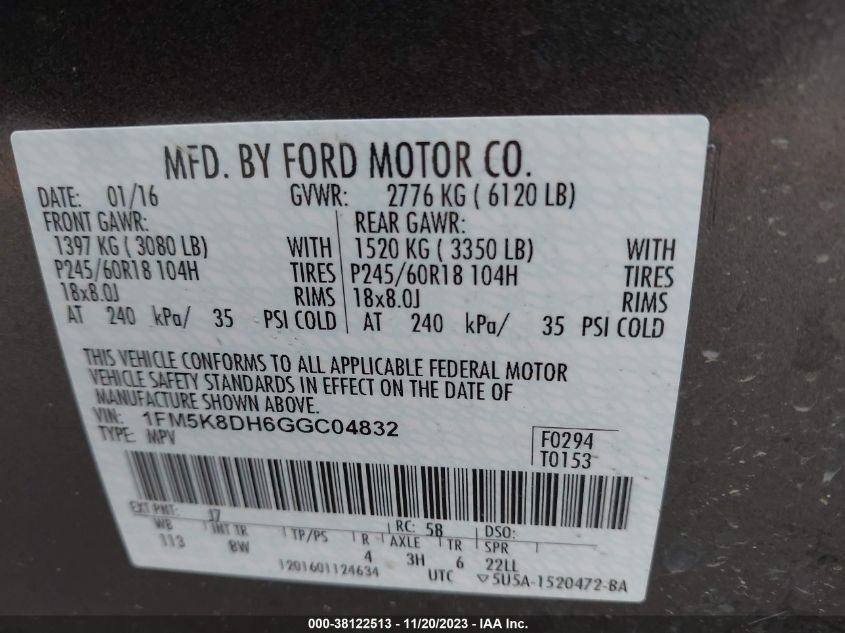 MFD. BY FORD MOTOR CO.
DATE: 01/16 GVWR: 2776 KG ( 6120 LB)
FRONT GAWR: REAR GAWR:
1397 KG ( 3080 LB) WITH 1520 KG ( 3350 LB) WITH
P245/60R18 104H TIRES P245/60R18 104H TIRES
18x8.0J RIMS 18x8.0J RIMS
AT 240 kPa/ 35 PSI COLD AT 240 kPa/ 35 PSI COLD
THIS VEHICLE CONFORMS TO ALL APPLICABLE FEDERAL MOTOR
VEHICLE SAFETY STANDARDS IN EFFECT ON THE DATE OF
MANUFACTURE SHOWN ABOVE.
VIN: 1FM5K8DH6GGC04832
TYPE: MPV
F0294
T0153
EXT PNT: J7 RC: 58 DSO:
WB INT TR TP/PS R AXLE TR SPR
113 BW 4 3H 6 22LL
1201601124634 UTC ▽5U5A-1520472-BA
000-38122513 - 11/20/2023 - IAA Inc.